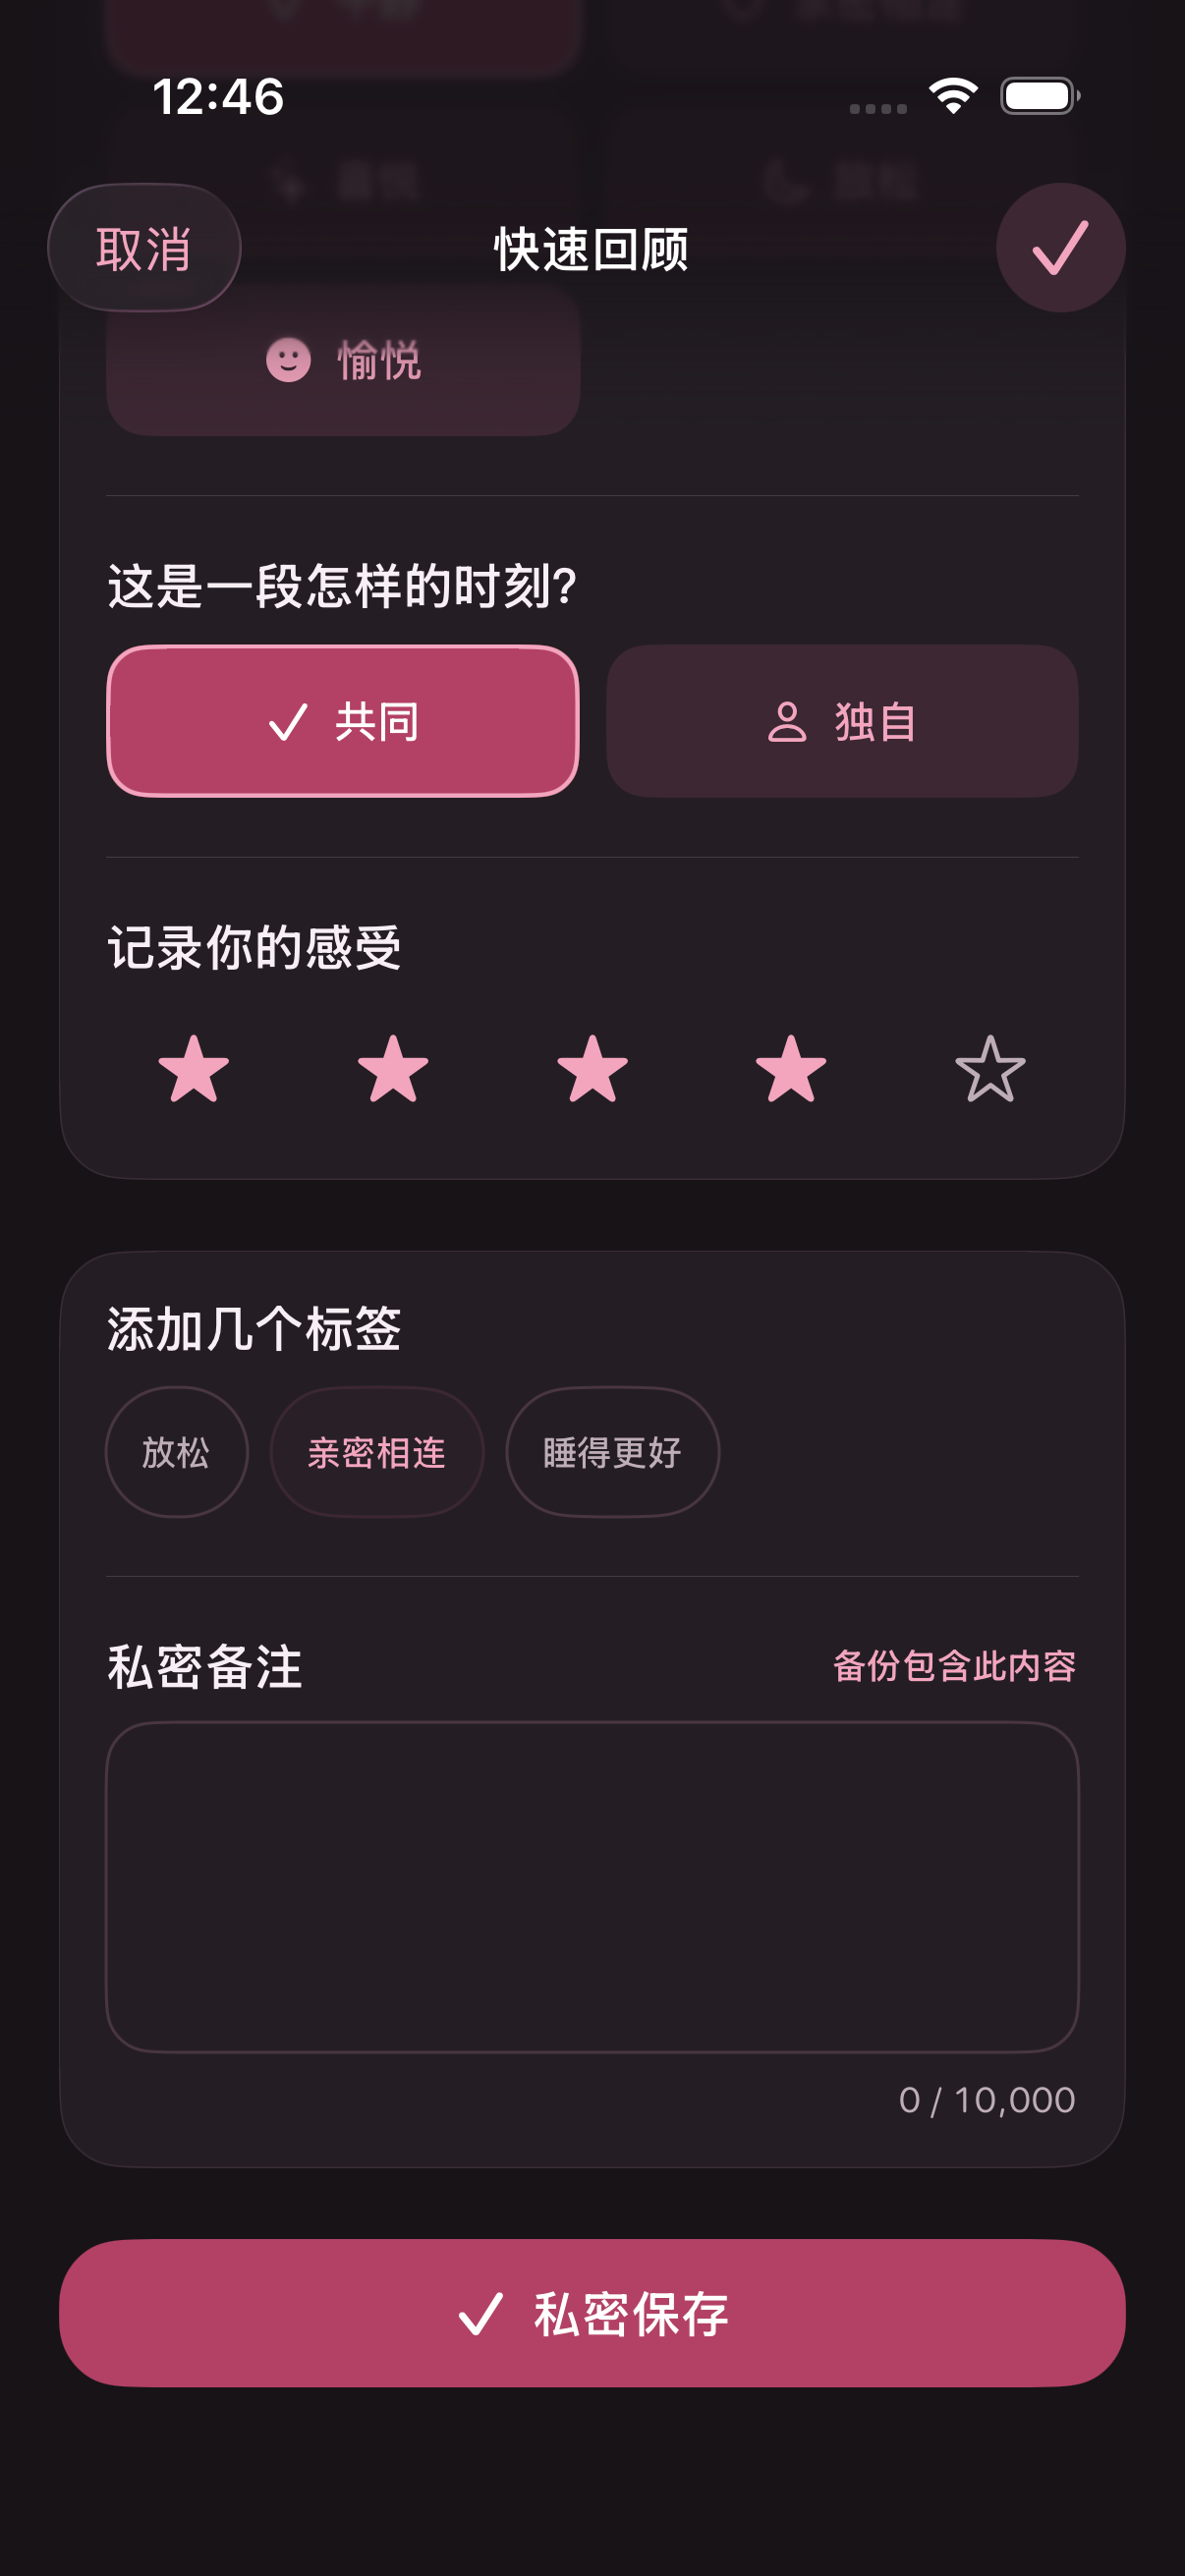 12:46
取消
快速回顾
愉悦
这是一段怎样的时刻?
共同
独自
记录你的感受
添加几个标签
放松
亲密相连
睡得更好
私密备注
备份包含此内容
0 / 10,000
私密保存